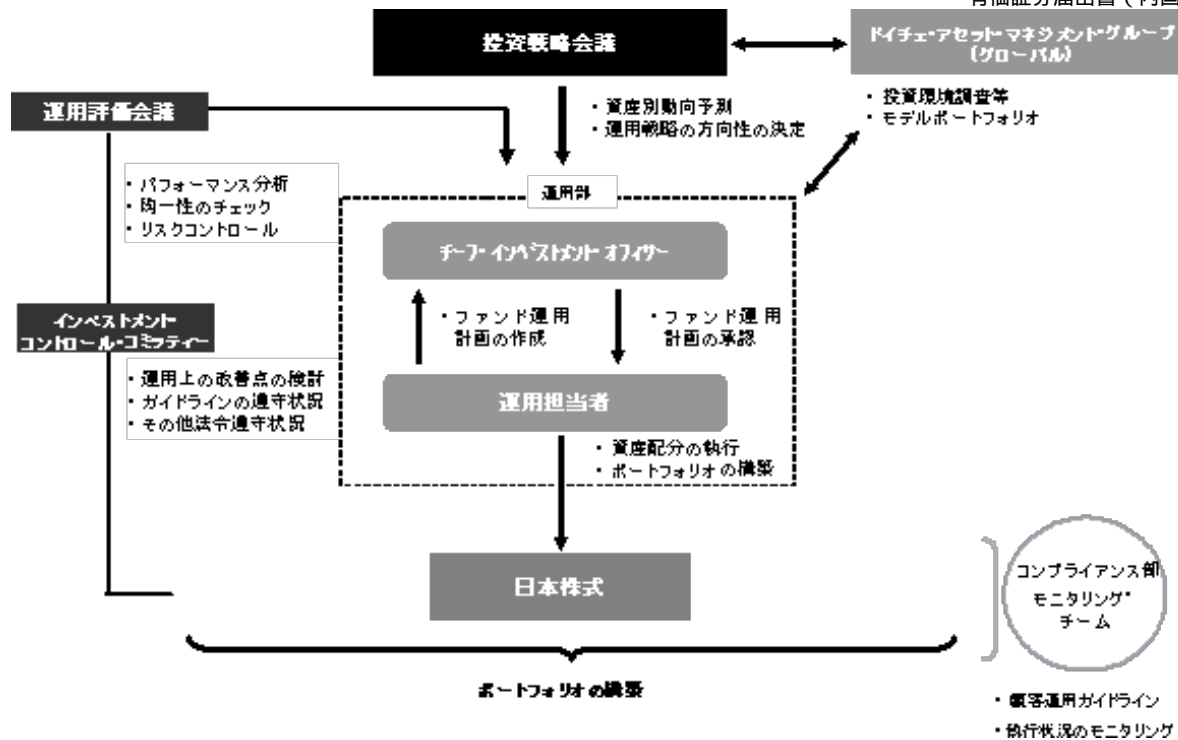 有価証券届出書（内国
投資戦略会議
ドイチェ・アセット・マネジメント・グループ
(グローバル)
運用評価会議
・資産別動向予測
・運用戦略の方向性の決定
・投資環境調査等
・モデルポートフォリオ
・パフォーマンス分析
・均一性のチェック
・リスクコントロール
運用部
チーフ・インベストメント・オフィサー
・ファンド運用
計画の作成
・ファンド運用
計画の承認
インベストメント
コントロール・コミッティー
・運用上の改善点の検討
・ガイドラインの遵守状況
・その他法令遵守状況
運用担当者
・資産配分の執行
・ポートフォリオの構築
日本株式
コンプライアンス部
モニタリング・
チーム
ポートフォリオの構築
・顧客運用ガイドライン
・執行状況のモニタリング